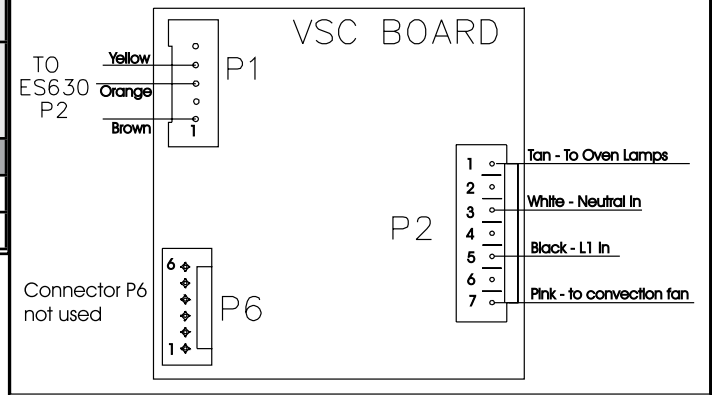 VSC BOARD
TO
ES630
P2
Yellow
Orange
Brown
P1
1
P2
1
2
3
4
5
6
7
Tan - To Oven Lamps
White - Neutral In
Black - L1 In
Pink - to convection fan
Connector P6
not used
6
1
P6